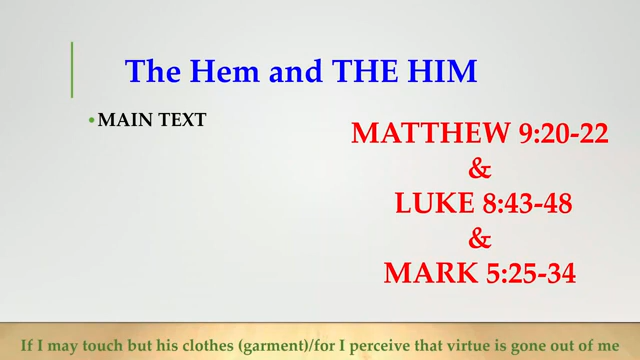 The Hem and THE HIM
•MAIN TEXT
MATTHEW 9:20-22
&
LUKE 8:43-48
&
MARK 5:25-34
If I may touch but his clothes (garment)/for I perceive that virtue is gone out of me